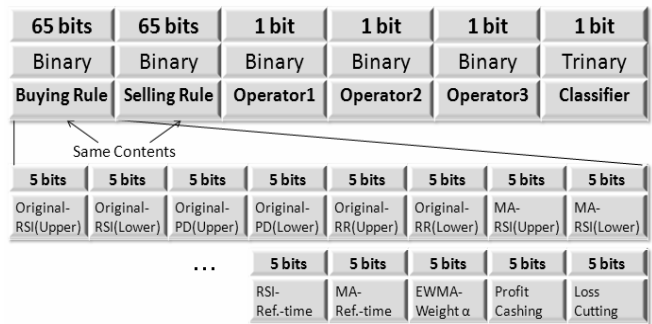 65 bits 65 bits 1 bit 1 bit 1 bit 1 bit
Binary Binary Binary Binary Binary Trinary
Buying Rule Selling Rule Operator1 Operator2 Operator3 Classifier
Same Contents
5 bits 5 bits 5 bits 5 bits 5 bits 5 bits 5 bits 5 bits
Original- Original- Original- Original- Original- Original- MA- MA-
RSI(Upper) RSI(Lower) PD(Upper) PD(Lower) RR(Upper) RR(Lower) RSI(Upper) RSI(Lower)
... 5 bits 5 bits 5 bits 5 bits 5 bits
RSI- MA- EWMA- Profit Loss
Ref.-time Ref.-time Weight α Cashing Cutting